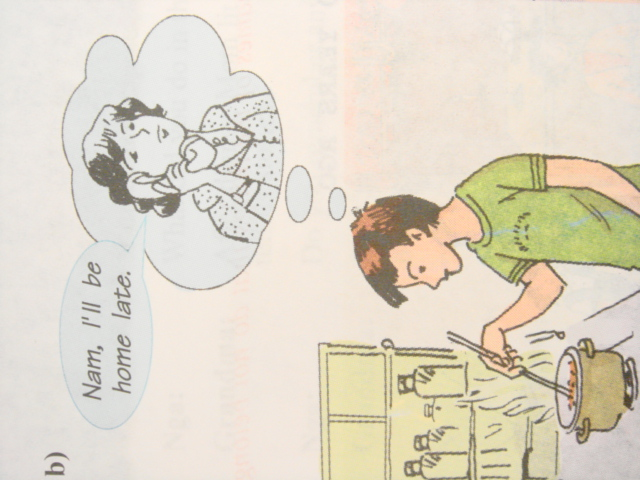 b)
Nam, I'll be
home late.